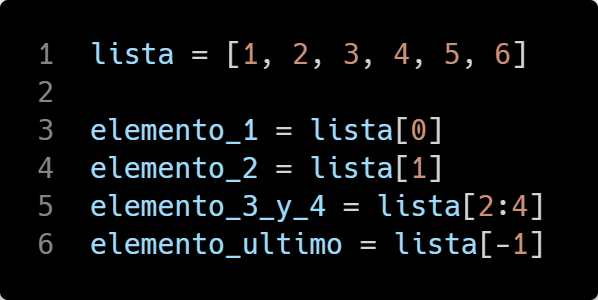 1 lista = [1, 2, 3, 4, 5, 6]
2
3 elemento_1 = lista[0]
4 elemento_2 = lista[1]
5 elemento_3_y_4 = lista[2:4]
6 elemento_ultimo = lista[-1]